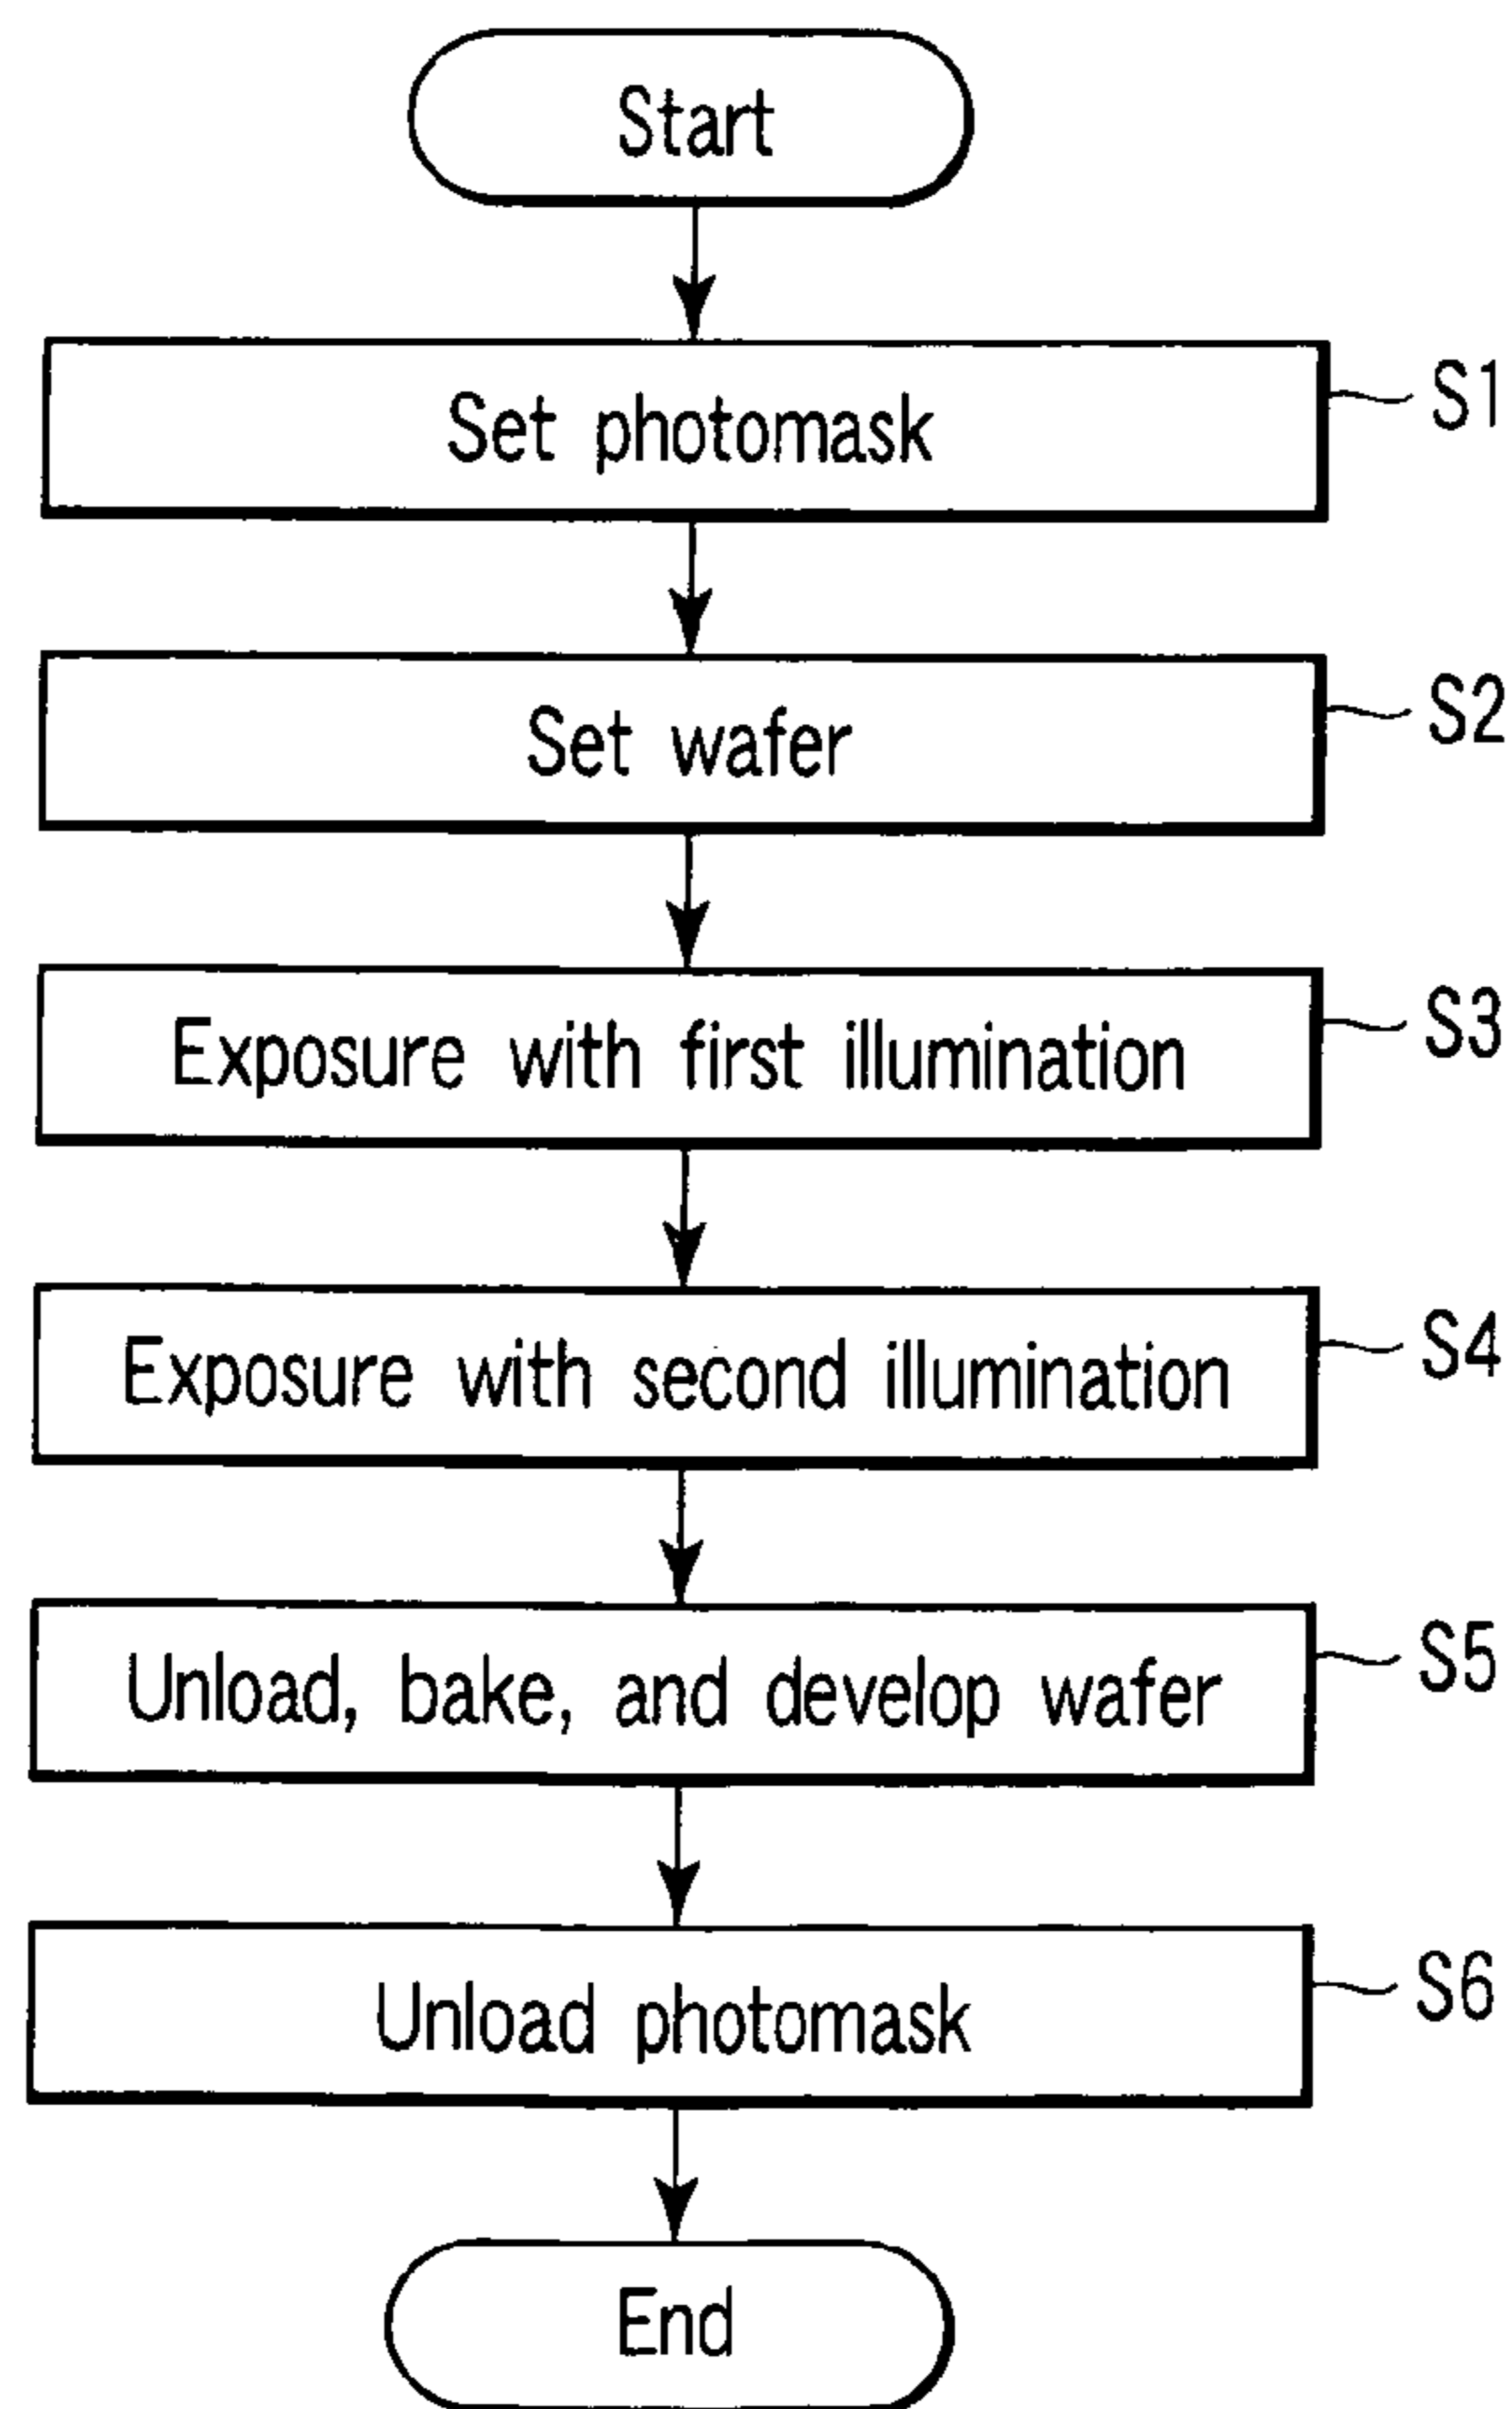 Start
Set photomask
S1
Set wafer
S2
Exposure with first illumination
S3
Exposure with second illumination
S4
Unload, bake, and develop wafer
S5
Unload photomask
S6
End